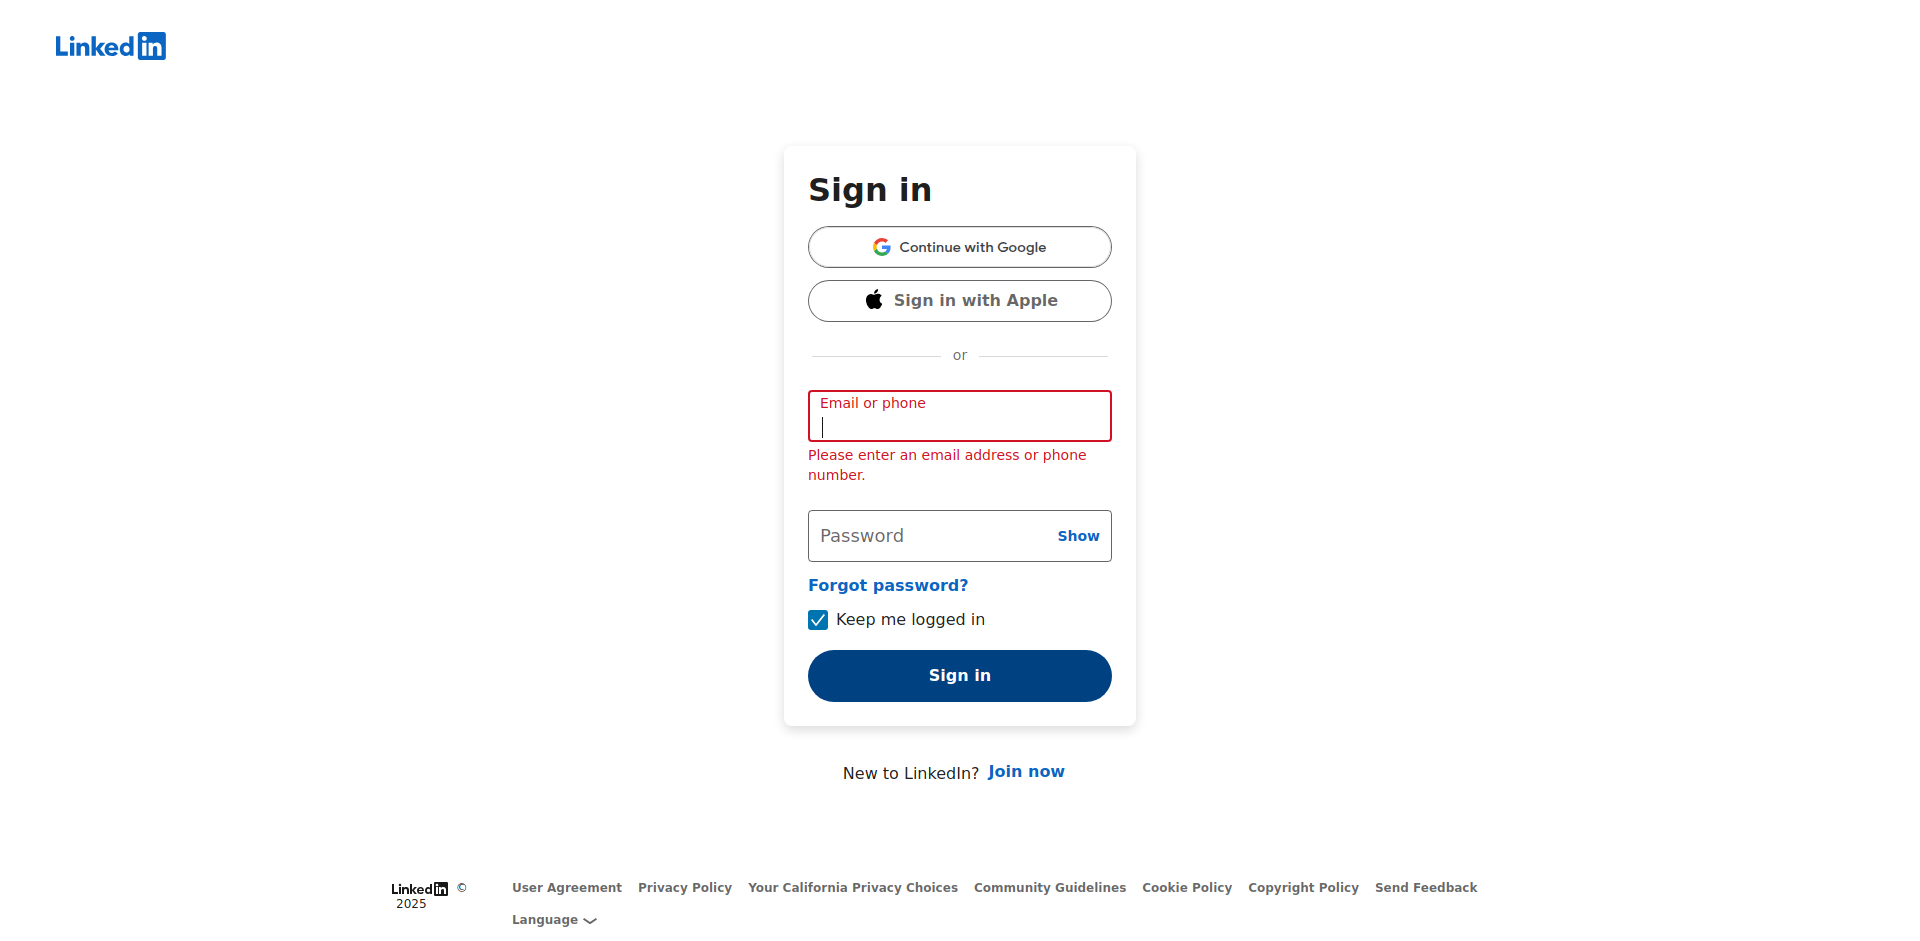 Linkedin
Sign in
Continue with Google
Sign in with Apple
or
Email or phone
Please enter an email address or phone
number.
Password Show
Forgot password?
Keep me logged in
Sign in
New to LinkedIn? Join now
Linkedin © 2025
User Agreement Privacy Policy Your California Privacy Choices Community Guidelines Cookie Policy Copyright Policy Send Feedback
Language